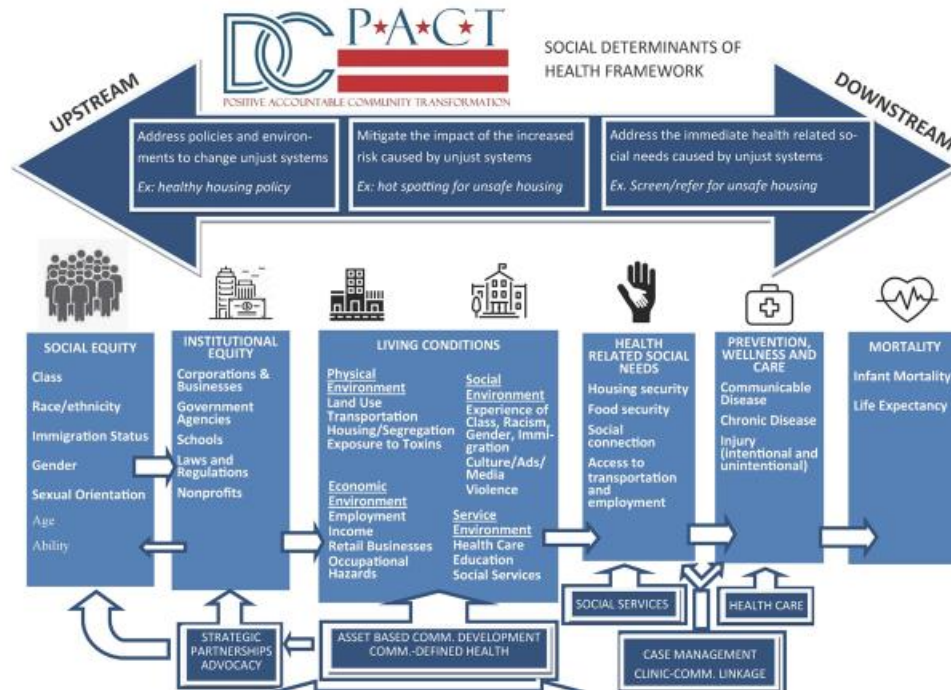 DC P★A★C★T
POSITIVE ACCOUNTABLE COMMUNITY TRANSFORMATION
SOCIAL DETERMINANTS OF
HEALTH FRAMEWORK
UPSTREAM
DOWNSTREAM
Address policies and environ-
ments to change unjust systems
Ex: healthy housing policy
Mitigate the impact of the increased
risk caused by unjust systems
Ex: hot spotting for unsafe housing
Address the immediate health related so-
cial needs caused by unjust systems
Ex. Screen/refer for unsafe housing
SOCIAL EQUITY
Class
Race/ethnicity
Immigration Status
Gender
Sexual Orientation
Age
Ability
INSTITUTIONAL
EQUITY
Corporations &
Businesses
Government
Agencies
Schools
Laws and
Regulations
Nonprofits
LIVING CONDITIONS
Physical
Environment
Land Use
Transportation
Housing/Segregation
Exposure to Toxins
Economic
Environment
Employment
Income
Retail Businesses
Occupational
Hazards
Social
Environment
Experience of
Class, Racism,
Gender, Immi-
gration
Culture/Ads/
Media
Violence
Service
Environment
Health Care
Education
Social Services
HEALTH
RELATED SOCIAL
NEEDS
Housing security
Food security
Social
connection
Access to
transportation
and
employment
PREVENTION,
WELLNESS AND
CARE
Communicable
Disease
Chronic Disease
Injury
(intentional and
unintentional)
MORTALITY
Infant Mortality
Life Expectancy
STRATEGIC
PARTNERSHIPS
ADVOCACY
ASSET BASED COMM. DEVELOPMENT
COMM.-DEFINED HEALTH
SOCIAL SERVICES
HEALTH CARE
CASE MANAGEMENT
CLINIC-COMM. LINKAGE